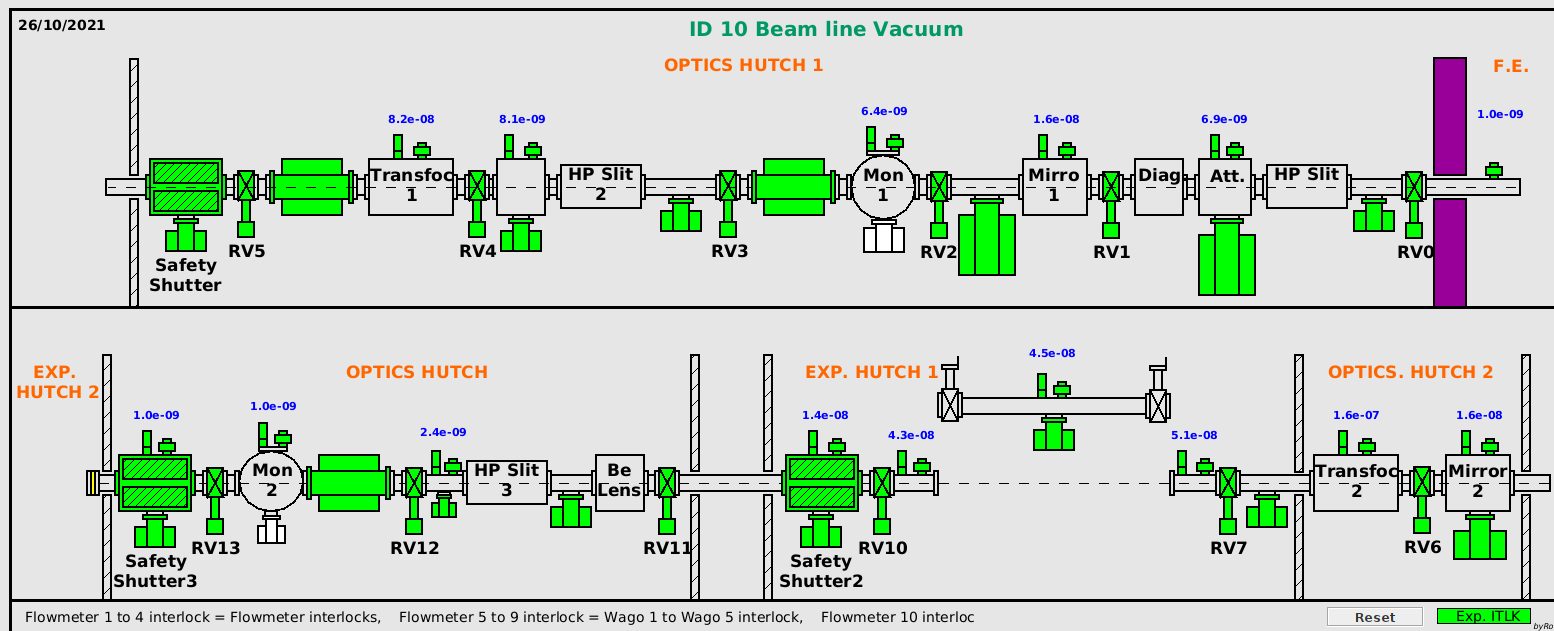 26/10/2021
ID 10 Beam line Vacuum
OPTICS HUTCH 1
F.E.
8.2e-08
8.1e-09
6.4e-09
1.6e-08
6.9e-09
1.0e-09
Transfoc
1
HP Slit
2
Mon
1
Mirro
1
Diag.
Att.
HP Slit
RV5
RV4
RV3
RV2
RV1
RV0
Safety
Shutter
EXP.
HUTCH 2
OPTICS HUTCH
EXP. HUTCH 1
OPTICS. HUTCH 2
1.0e-09
1.0e-09
2.4e-09
1.4e-08
4.3e-08
4.5e-08
5.1e-08
1.6e-07
1.6e-08
Mon
2
HP Slit
3
Be
Lens
Transfoc
2
Mirror
2
RV13
RV12
RV11
RV10
RV7
RV6
Safety
Shutter3
Safety
Shutter2
Flowmeter 1 to 4 interlock = Flowmeter interlocks, Flowmeter 5 to 9 interlock = Wago 1 to Wago 5 interlock, Flowmeter 10 interloc
Reset
Exp. ITLK
byRo